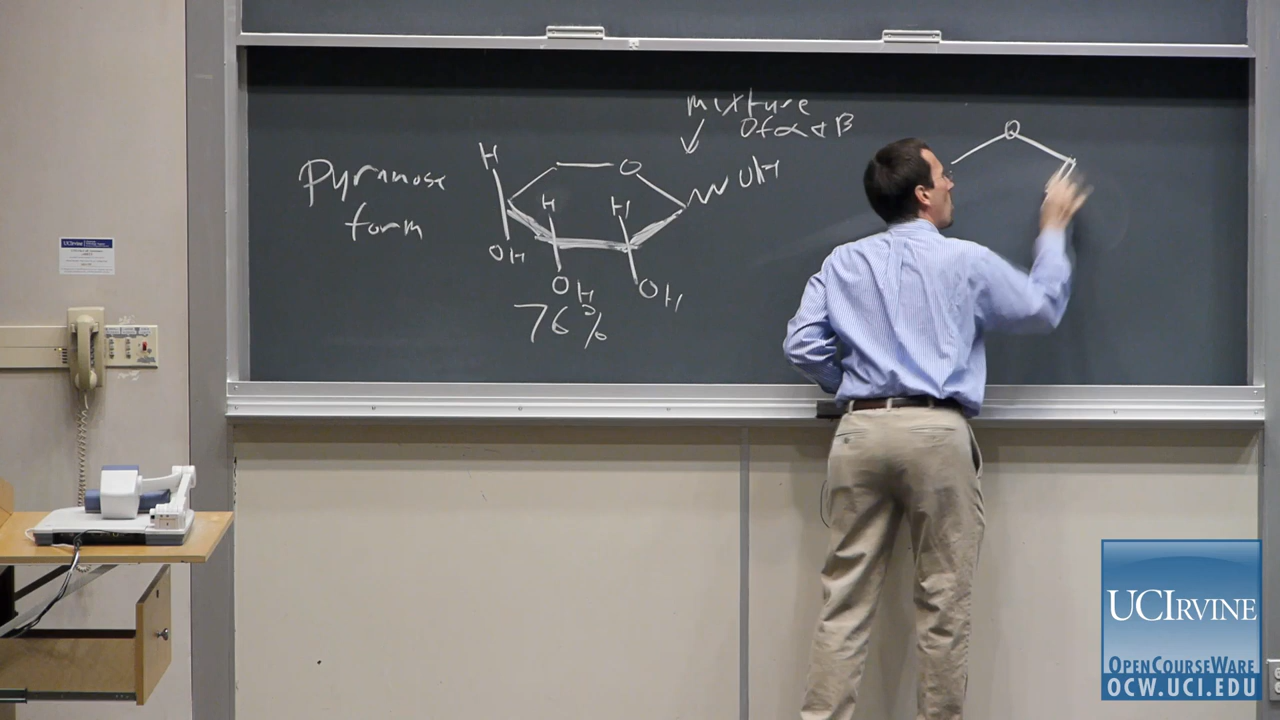 mixture
Of α + β
Pyranose
form
H
O
OH
H
H
OH
OH
OH
76%
O
UCIRVINE
OPENCOURSEWARE
OCW.UCI.EDU